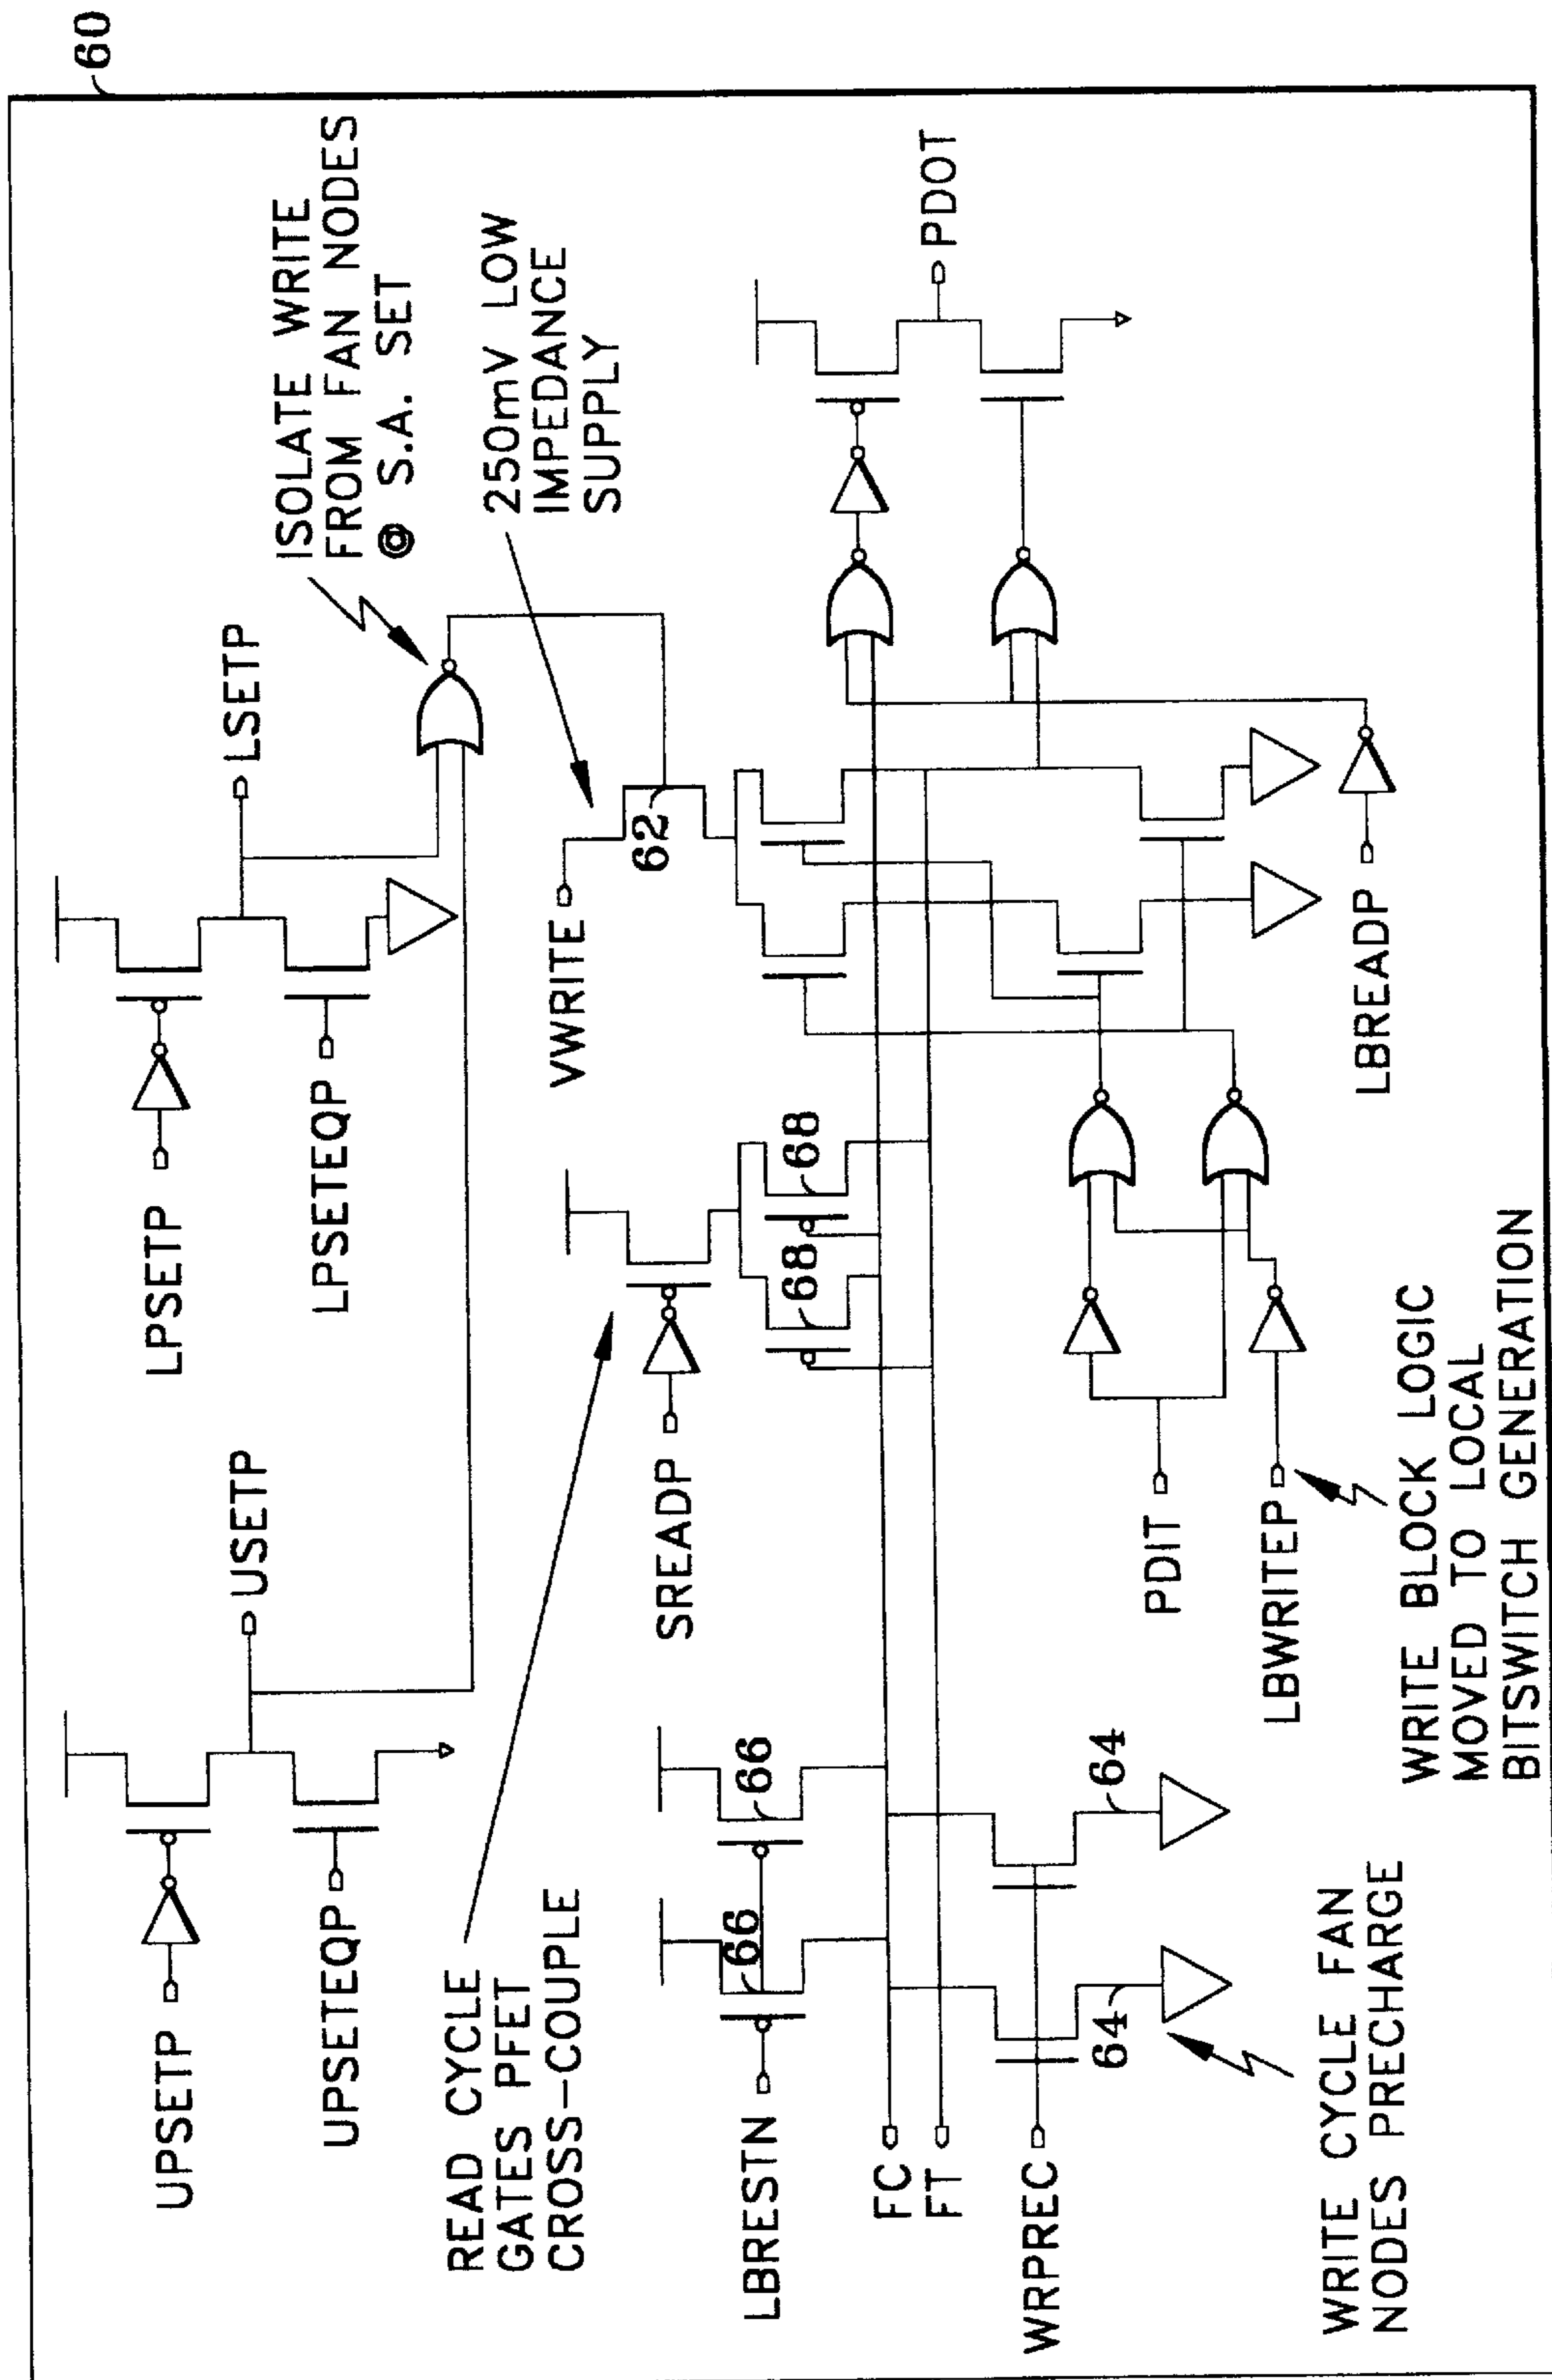 60
UPSETP
UPSETEQP
USETP
LPSETP
LPSETEQP
LSETP
ISOLATE WRITE
FROM FAN NODES
@ S.A. SET
READ CYCLE
GATES PFET
CROSS-COUPLE
SREADP
VWRITE
62
250mV LOW
IMPEDANCE
SUPPLY
LBRESTN
66
66
68
68
FC
FT
WRPREC
64
64
PDOT
PDIT
LBWRITEP
LBREADP
WRITE CYCLE FAN
NODES PRECHARGE
WRITE BLOCK LOGIC
MOVED TO LOCAL
BITSWITCH GENERATION